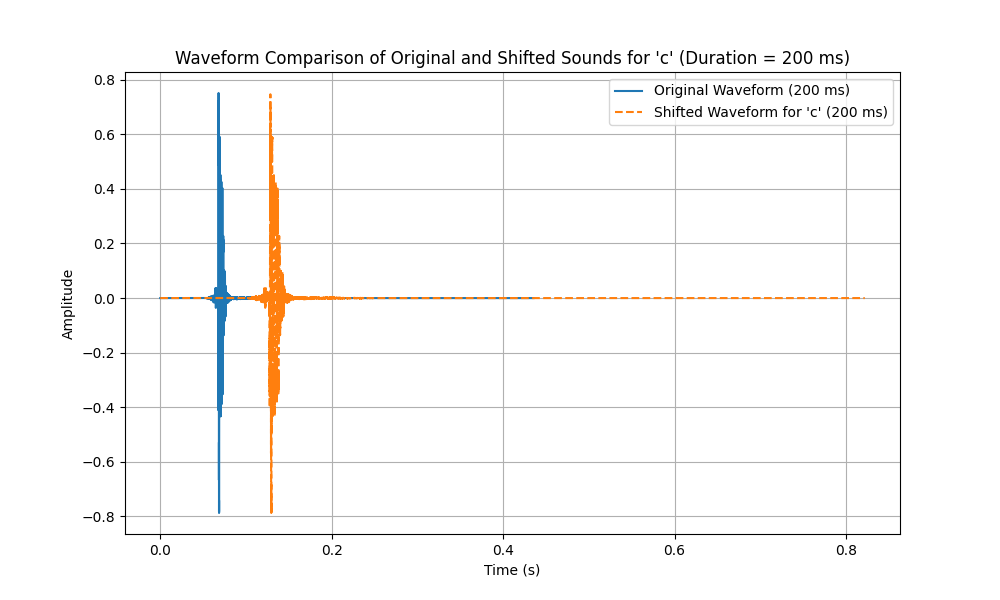 Waveform Comparison of Original and Shifted Sounds for 'c' (Duration = 200 ms)
Original Waveform (200 ms)
Shifted Waveform for 'c' (200 ms)
Amplitude
0.8
0.6
0.4
0.2
0.0
−0.2
−0.4
−0.6
−0.8
0.0 0.2 0.4 0.6 0.8
Time (s)